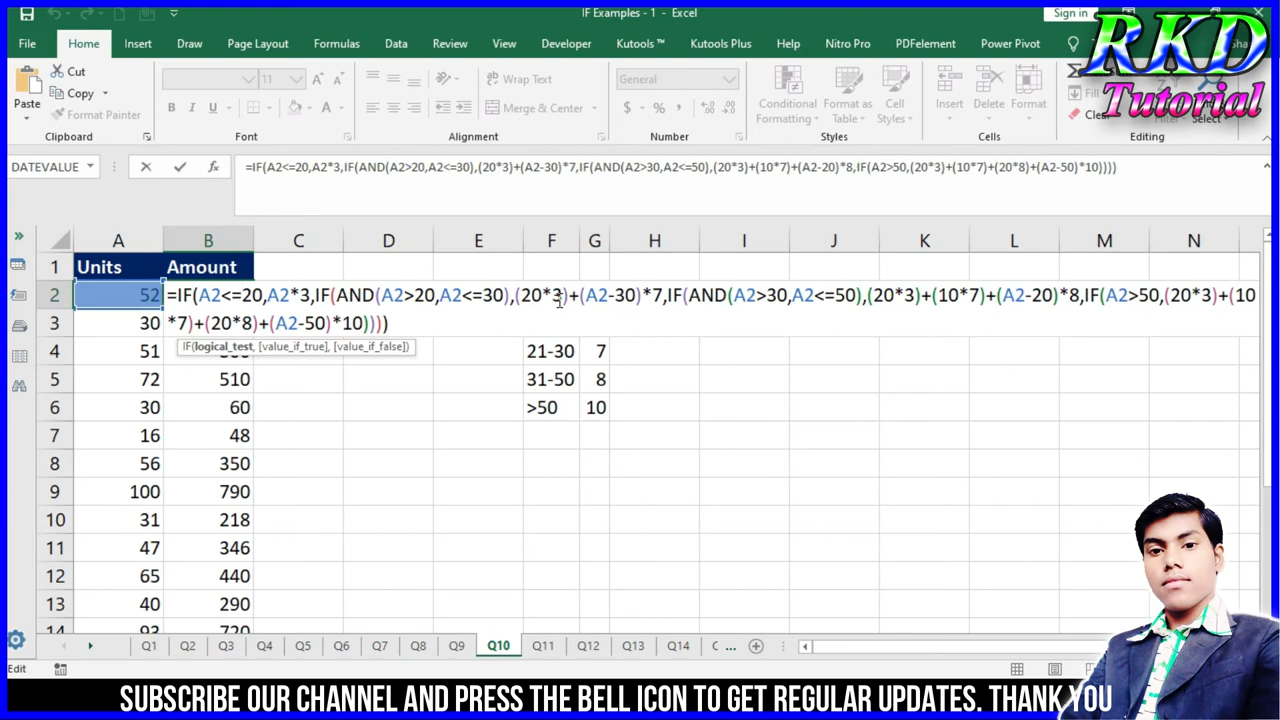 IF Examples - 1 - Excel
Sign in
File Home Insert Draw Page Layout Formulas Data Review View Developer Kutools ™ Kutools Plus Help Nitro Pro PDFelement Power Pivot
RKD
Tutorial
Cut
Copy
Format Painter
Paste
11
Wrap Text
Merge & Center
General
Conditional Formatting
Format as Table
Cell Styles
Insert Delete Format
Fill
Clear
Select
Clipboard Font Alignment Number Styles Cells Editing
DATEVALUE
=IF(A2<=20,A2*3,IF(AND(A2>20,A2<=30),(20*3)+(A2-30)*7,IF(AND(A2>30,A2<=50),(20*3)+(10*7)+(A2-20)*8,IF(A2>50,(20*3)+(10*7)+(20*8)+(A2-50)*10))))
A B C D E F G H I J K L M N
1 Units Amount
2 52 =IF(A2<=20,A2*3,IF(AND(A2>20,A2<=30),(20*3)+(A2-30)*7,IF(AND(A2>30,A2<=50),(20*3)+(10*7)+(A2-20)*8,IF(A2>50,(20*3)+(10
3 30 *7)+(20*8)+(A2-50)*10))))
IF(logical_test, [value_if_true], [value_if_false])
4 51 21-30 7
5 72 510 31-50 8
6 30 60 >50 10
7 16 48
8 56 350
9 100 790
10 31 218
11 47 346
12 65 440
13 40 290
14 93 720
Q1 Q2 Q3 Q4 Q5 Q6 Q7 Q8 Q9 Q10 Q11 Q12 Q13 Q14 ...
Edit
SUBSCRIBE OUR CHANNEL AND PRESS THE BELL ICON TO GET REGULAR UPDATES. THANK YOU